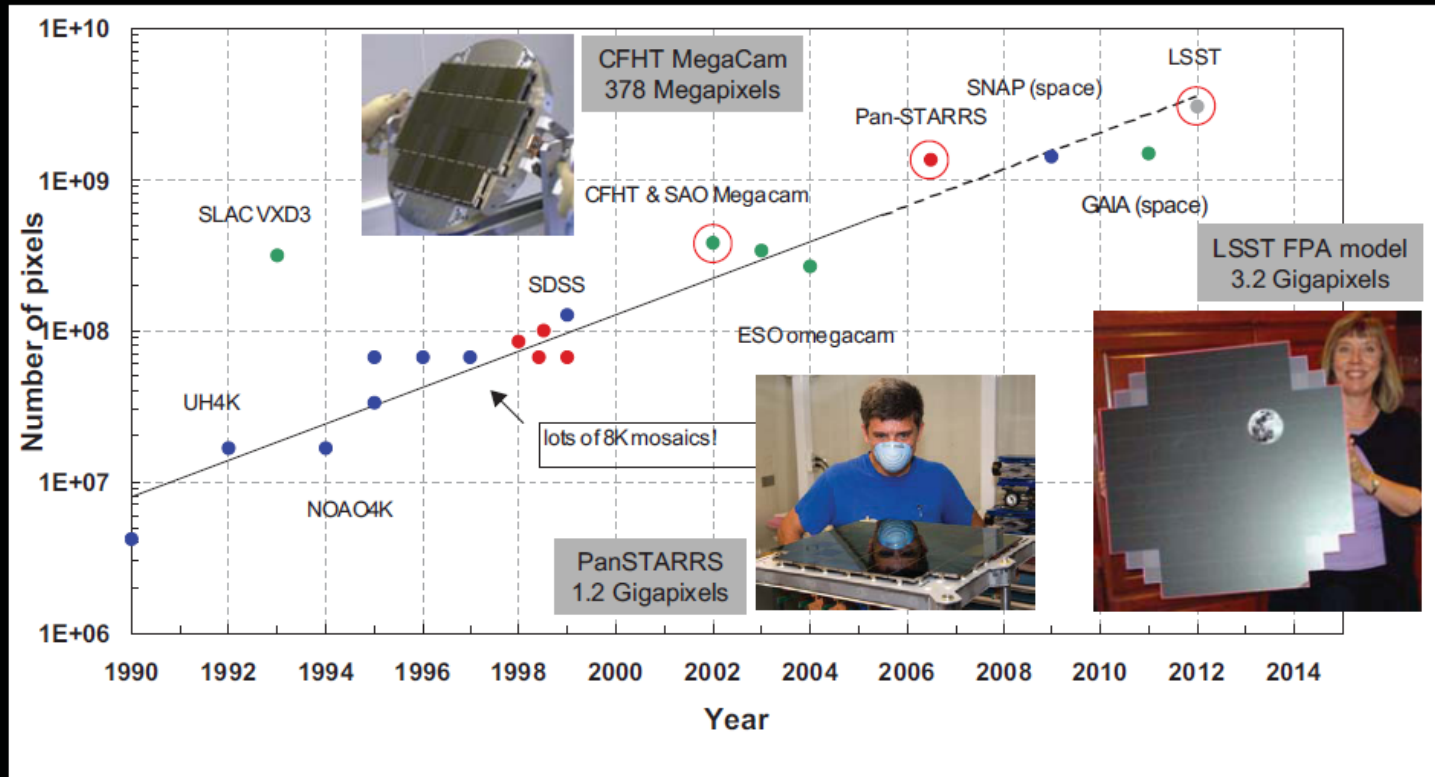 1E+10
CFHT MegaCam
378 Megapixels
LSST
SNAP (space)
Pan-STARRS
1E+09
CFHT & SAO Megacam
GAIA (space)
SLAC VXD3
LSST FPA model
3.2 Gigapixels
SDSS
1E+08
ESO omegacam
UH4K
lots of 8K mosaics!
1E+07
NOAO4K
PanSTARRS
1.2 Gigapixels
1E+06
Number of pixels
1990 1992 1994 1996 1998 2000 2002 2004 2006 2008 2010 2012 2014
Year